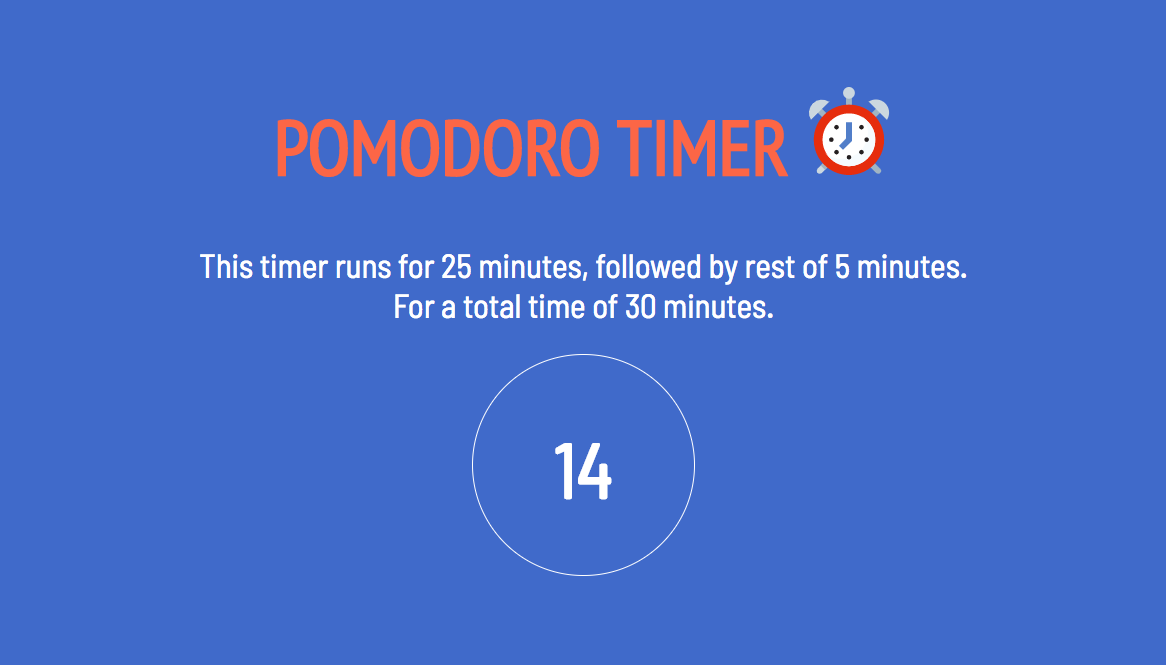 POMODORO TIMER
This timer runs for 25 minutes, followed by rest of 5 minutes.
For a total time of 30 minutes.
14